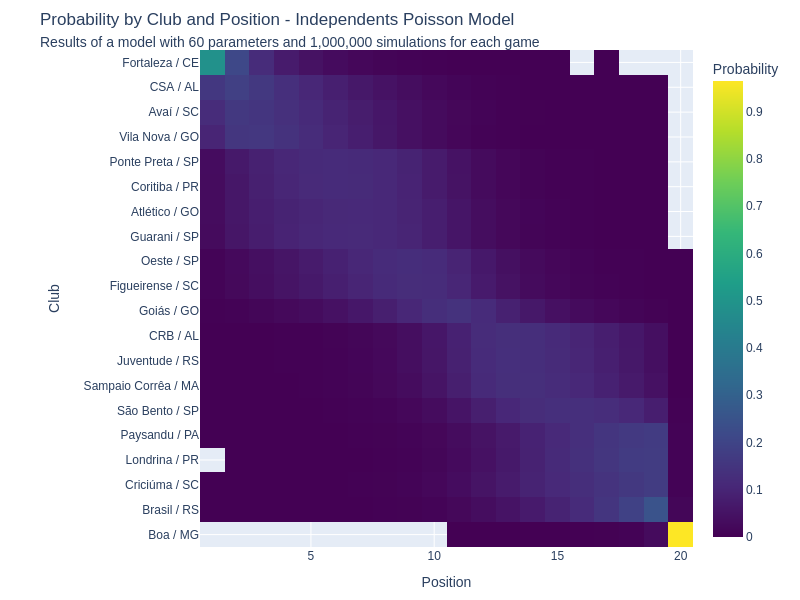 Probability by Club and Position - Independents Poisson Model
Results of a model with 60 parameters and 1,000,000 simulations for each game
Probability
Fortaleza / CE
CSA / AL
Avaí / SC
Vila Nova / GO
Ponte Preta / SP
Coritiba / PR
Atlético / GO
Guarani / SP
Oeste / SP
Figueirense / SC
Goiás / GO
CRB / AL
Juventude / RS
Sampaio Corrêa / MA
São Bento / SP
Paysandu / PA
Londrina / PR
Criciúma / SC
Brasil / RS
Boa / MG
Club
5
10
15
20
Position
0.9
0.8
0.7
0.6
0.5
0.4
0.3
0.2
0.1
0